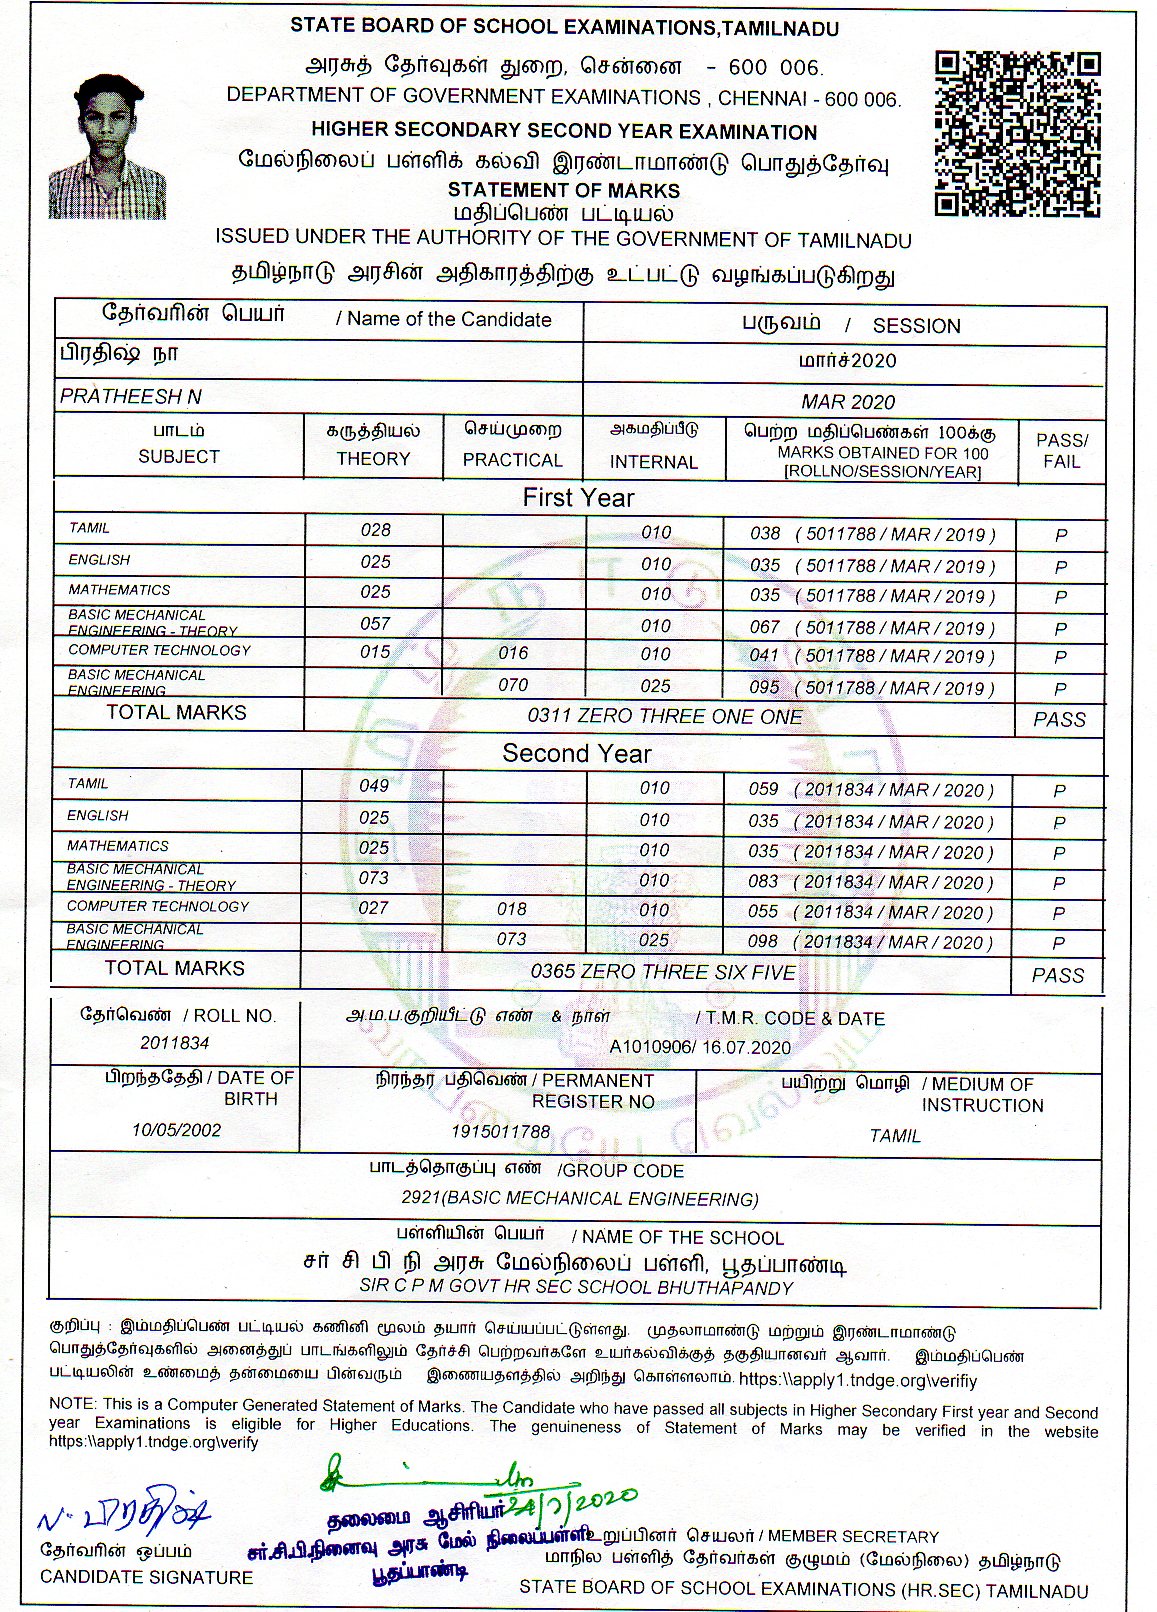 STATE BOARD OF SCHOOL EXAMINATIONS,TAMILNADU
அரசுத் தேர்வுகள் துறை, சென்னை - 600 006.
DEPARTMENT OF GOVERNMENT EXAMINATIONS , CHENNAI - 600 006.
HIGHER SECONDARY SECOND YEAR EXAMINATION
மேல்நிலைப் பள்ளிக் கல்வி இரண்டாமாண்டு பொதுத்தேர்வு
STATEMENT OF MARKS
மதிப்பெண் பட்டியல்
ISSUED UNDER THE AUTHORITY OF THE GOVERNMENT OF TAMILNADU
தமிழ்நாடு அரசின் அதிகாரத்திற்கு உட்பட்டு வழங்கப்படுகிறது
தேர்வரின் பெயர் / Name of the Candidate பருவம் / SESSION
பிரதிஷ் நா மார்ச்2020
PRATHEESH N MAR 2020
பாடம் கருத்தியல் செய்முறை அகமதிப்பீடு பெற்ற மதிப்பெண்கள் 100க்கு PASS/
SUBJECT THEORY PRACTICAL INTERNAL MARKS OBTAINED FOR 100 FAIL
[ROLLNO/SESSION/YEAR]
First Year
TAMIL 028 010 038 ( 5011788 / MAR / 2019 ) P
ENGLISH 025 010 035 ( 5011788 / MAR / 2019 ) P
MATHEMATICS 025 010 035 ( 5011788 / MAR / 2019 ) P
BASIC MECHANICAL
ENGINEERING - THEORY 057 010 067 ( 5011788 / MAR / 2019 ) P
COMPUTER TECHNOLOGY 015 016 010 041 ( 5011788 / MAR / 2019 ) P
BASIC MECHANICAL
ENGINEERING 070 025 095 ( 5011788 / MAR / 2019 ) P
TOTAL MARKS 0311 ZERO THREE ONE ONE PASS
Second Year
TAMIL 049 010 059 ( 2011834 / MAR / 2020 ) P
ENGLISH 025 010 035 ( 2011834 / MAR / 2020 ) P
MATHEMATICS 025 010 035 ( 2011834 / MAR / 2020 ) P
BASIC MECHANICAL
ENGINEERING - THEORY 073 010 083 ( 2011834 / MAR / 2020 ) P
COMPUTER TECHNOLOGY 027 018 010 055 ( 2011834 / MAR / 2020 ) P
BASIC MECHANICAL
ENGINEERING 073 025 098 ( 2011834 / MAR / 2020 ) P
TOTAL MARKS 0365 ZERO THREE SIX FIVE PASS
தேர்வெண் / ROLL NO. அ.ம.ப.குறியீட்டு எண் & நாள் / T.M.R. CODE & DATE
2011834 A1010906/ 16.07.2020
பிறந்ததேதி / DATE OF BIRTH நிரந்தர பதிவெண் / PERMANENT REGISTER NO பயிற்று மொழி / MEDIUM OF INSTRUCTION
10/05/2002 1915011788 TAMIL
பாடத்தொகுப்பு எண் /GROUP CODE
2921(BASIC MECHANICAL ENGINEERING)
பள்ளியின் பெயர் / NAME OF THE SCHOOL
சர் சி பி நி அரசு மேல்நிலைப் பள்ளி, பூதப்பாண்டி
SIR C P M GOVT HR SEC SCHOOL BHUTHAPANDY
குறிப்பு : இம்மதிப்பெண் பட்டியல் கணினி மூலம் தயார் செய்யப்பட்டுள்ளது. முதலாமாண்டு மற்றும் இரண்டாமாண்டு
பொதுத்தேர்வுகளில் அனைத்துப் பாடங்களிலும் தேர்ச்சி பெற்றவர்களே உயர்கல்விக்குத் தகுதியானவர் ஆவார். இம்மதிப்பெண்
பட்டியலின் உண்மைத் தன்மையை பின்வரும் இணையதளத்தில் அறிந்து கொள்ளலாம். https:\\apply1.tndge.org\verifiy
NOTE: This is a Computer Generated Statement of Marks. The Candidate who have passed all subjects in Higher Secondary First year and Second
year Examinations is eligible for Higher Educations. The genuineness of Statement of Marks may be verified in the website
https:\\apply1.tndge.org\verify
24/7/2020
N. பிரதிஷ்
தலைமை ஆசிரியர்
சர்.சி.பி.நினைவு அரசு மேல் நிலைப்பள்ளி
பூதப்பாண்டி
உறுப்பினர் செயலர் / MEMBER SECRETARY
தேர்வரின் ஒப்பம் மாநில பள்ளித் தேர்வுகள் குழுமம் (மேல்நிலை) தமிழ்நாடு
CANDIDATE SIGNATURE STATE BOARD OF SCHOOL EXAMINATIONS (HR.SEC) TAMILNADU